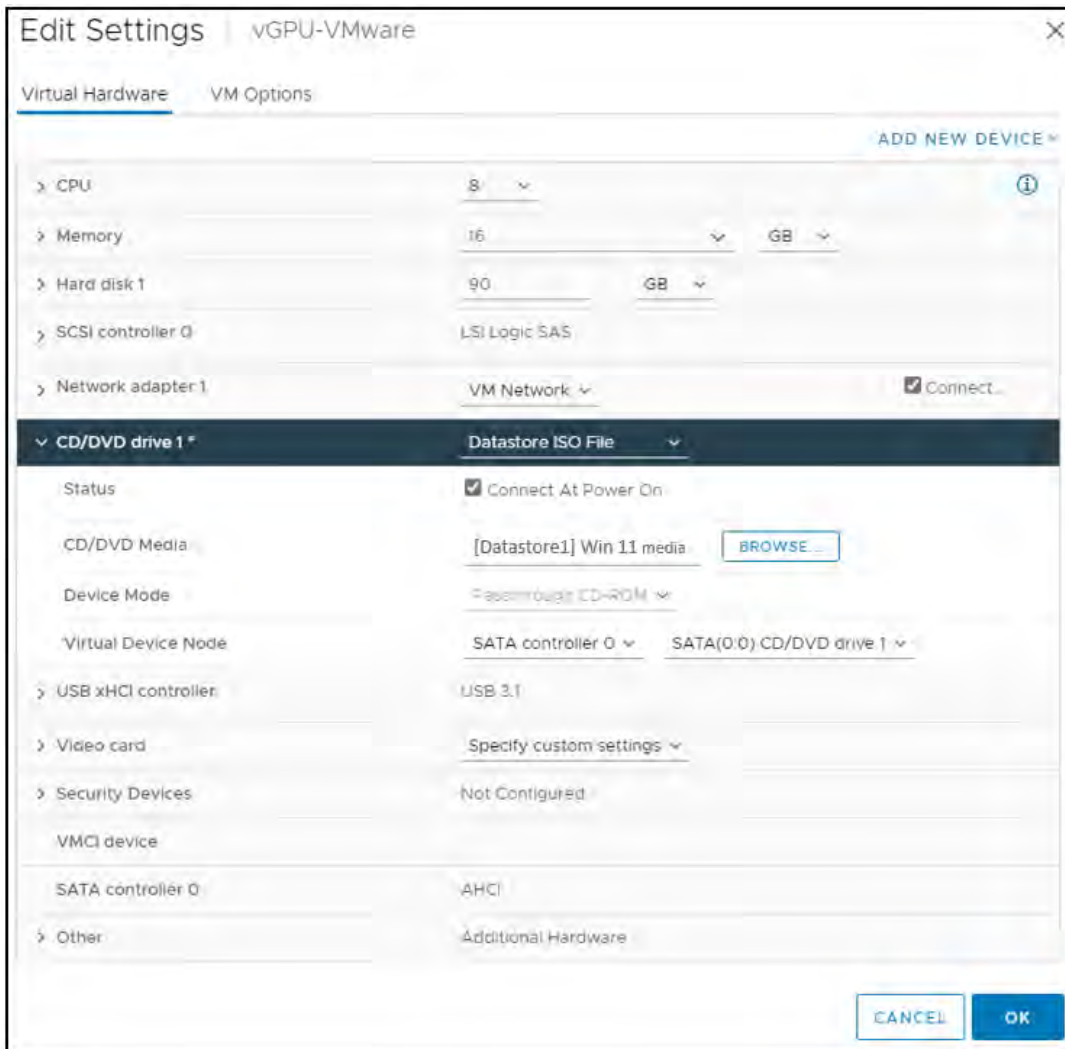 Edit Settings | vGPU-VMware
Virtual Hardware VM Options
ADD NEW DEVICE
CPU 8
Memory 16 GB
Hard disk 1 90 GB
SCSI controller 0 LSI Logic SAS
Network adapter 1 VM Network Connect...
CD/DVD drive 1 * Datastore ISO File
Status Connect At Power On
CD/DVD Media [Datastore1] Win 11 media BROWSE...
Device Mode Passthrough CD-ROM
Virtual Device Node SATA controller 0 SATA(0:0) CD/DVD drive 1
USB xHCI controller USB 3.1
Video card Specify custom settings
Security Devices Not Configured
VMCI device
SATA controller 0 AHCI
Other Additional Hardware
CANCEL OK